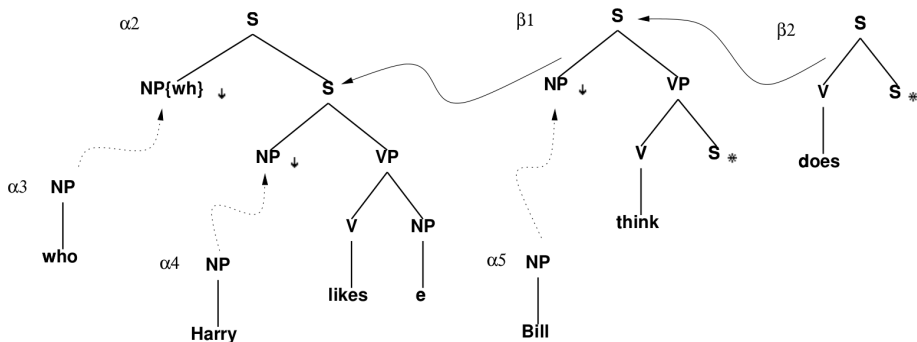 α2 S β1 S β2 S
NP{wh} ↓ S NP ↓ VP V S *
NP ↓ VP V S * does
α3 NP
V NP think
who α4 NP α5 NP
likes e
Harry Bill